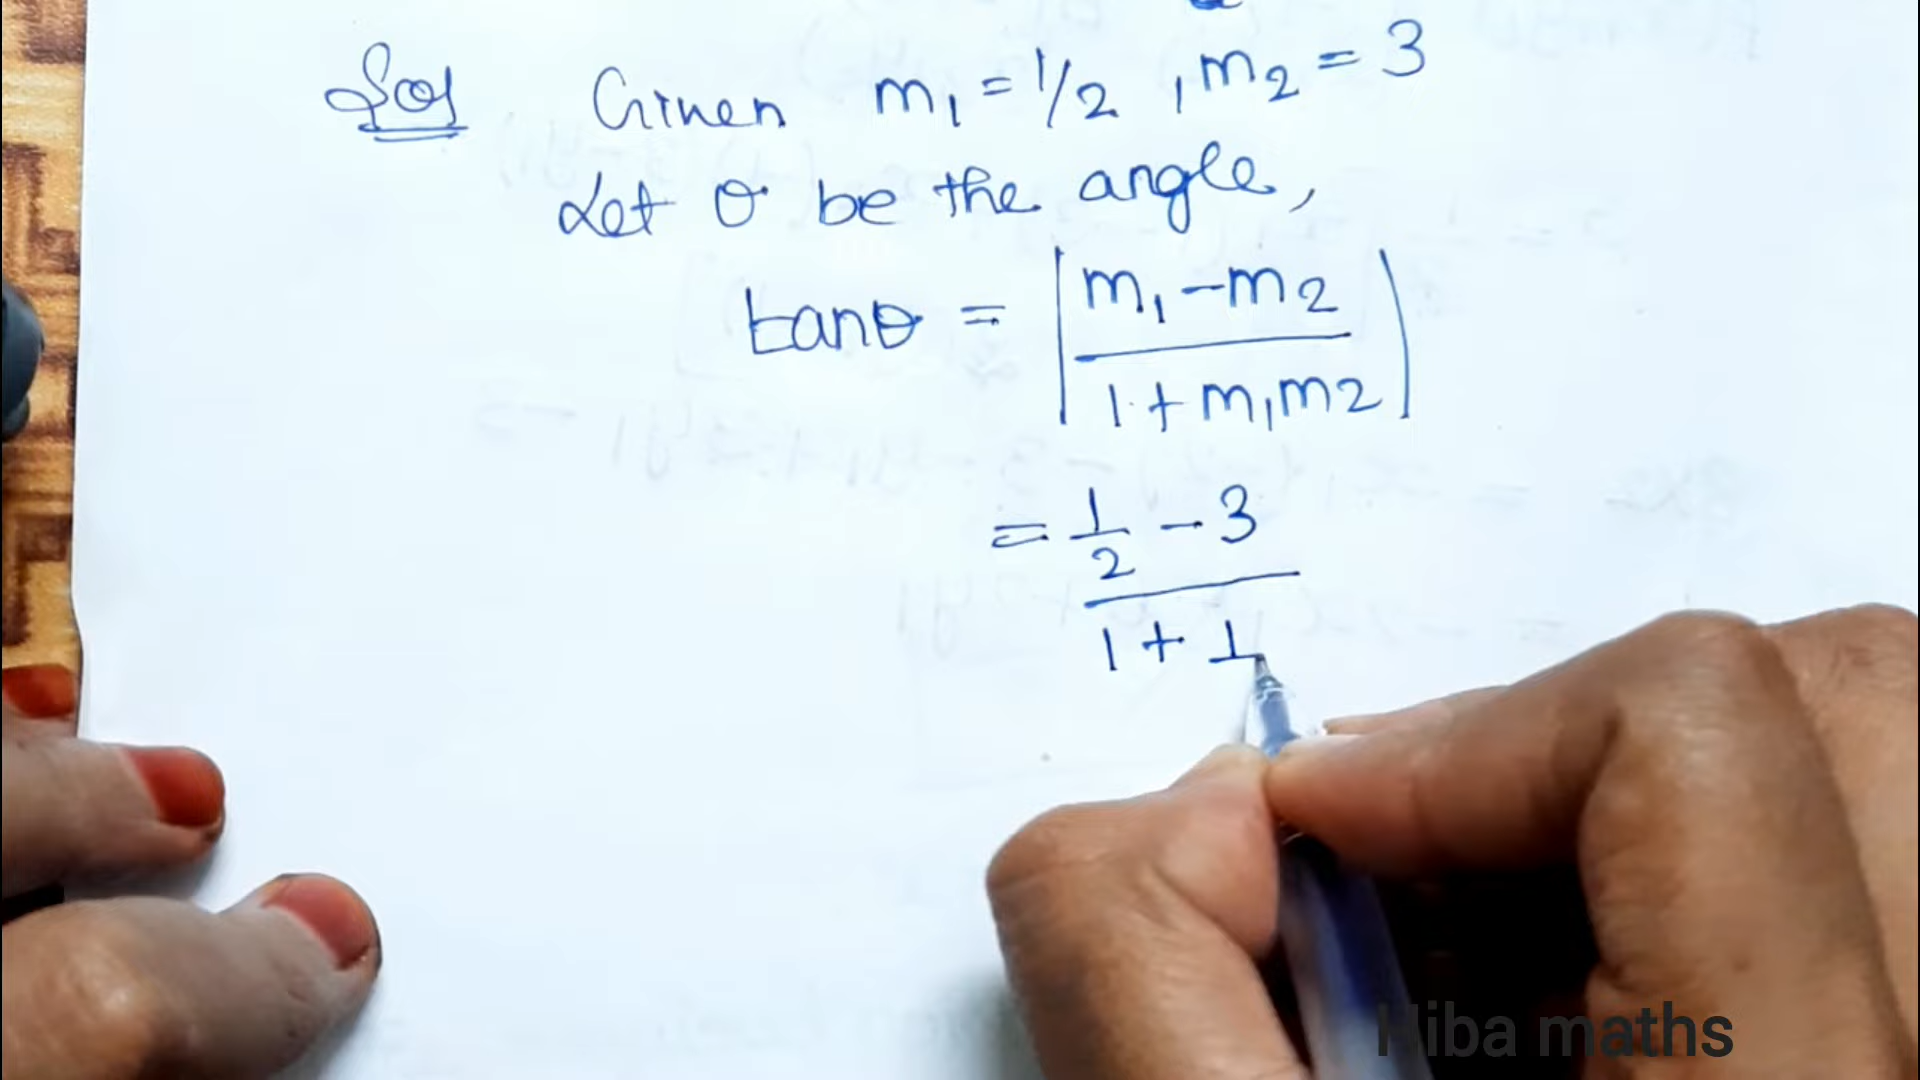 Sol Given m₁ = 1/2 , m₂ = 3
Let θ be the angle,
tanθ = | m₁ - m₂ / 1 + m₁m₂ |
= 1/2 - 3 / 1 + 1
Hiba maths